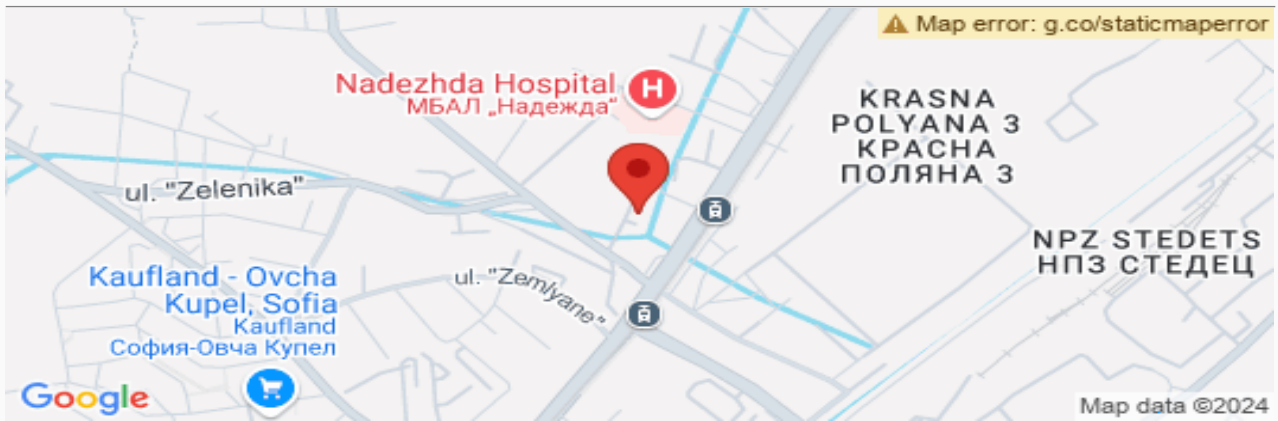 Map error: g.co/staticmaperror
Nadezhda Hospital
МБАЛ „Надежда“
H
KRASNA
POLYANA 3
КРАСНА
ПОЛЯНА 3
ul. "Zelenika"
NPZ STEDETS
НПЗ СТЕДЕЦ
Kaufland - Ovcha
Kupel, Sofia
Kaufland
София-Овча Купел
ul. "Zemlyane"
Google
Map data ©2024